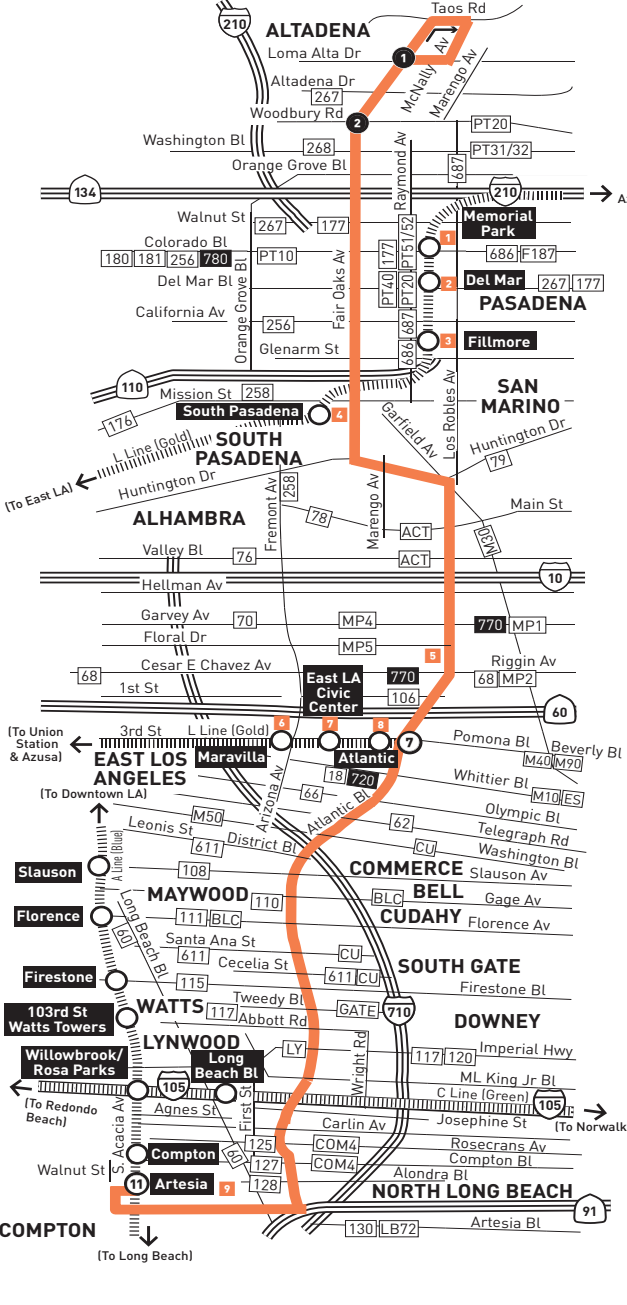 Taos Rd
210
ALTADENA
1
Loma Alta Dr
McNally Av
Marengo Av
Altadena Dr
267
Woodbury Rd
2
PT20
Washington Bl
268
PT31/32
Orange Grove Bl
Raymond Av
687
134
210
A
Walnut St
267
177
Memorial
Park
1
PT51/52
Colorado Bl
180 181 256 780
PT10
177
686 F187
Del Mar Bl
PT40
PT20
2
Del Mar
267 177
PASADENA
Orange Grove Bl
Fair Oaks Av
California Av
256
687
3
Fillmore
Glenarm St
686
110
Mission St
258
Los Robles Av
SAN
MARINO
176
South Pasadena
4
Garfield Av
L Line (Gold)
SOUTH
PASADENA
Huntington Dr
79
(To East LA)
Huntington Dr
Fremont Av
258
Marengo Av
Main St
ALHAMBRA
78
ACT
M30
Valley Bl
76
ACT
10
Hellman Av
Garvey Av
70
MP4
770 MP1
Floral Dr
MP5
5
Riggin Av
68
Cesar E Chavez Av
East LA
Civic
Center
770
68 MP2
1st St
106
60
(To Union
Station
& Azusa)
3rd St
L Line (Gold)
6
7
8
7
Pomona Bl
Beverly Bl
Maravilla
Atlantic
M40 M90
EAST LOS
ANGELES
18
720
Whittier Bl
M10 ES
(To Downtown LA)
66
Arizona Av
Atlantic Bl
Olympic Bl
M50
62
Telegraph Rd
Leonis St
611
District Bl
CU
Washington Bl
A Line (Blue)
Slauson
108
COMMERCE
Slauson Av
MAYWOOD
110
BLC
BELL
Gage Av
Long Beach Bl
Florence
111 BLC
CUDAHY
Florence Av
60
Santa Ana St
611
CU
Cecelia St
611 CU
SOUTH GATE
Firestone
115
Firestone Bl
WATTS
Tweedy Bl
117
GATE
710
103rd St
Watts Towers
Abbott Rd
DOWNEY
LYNWOOD
LY
Wright Rd
117 120
Imperial Hwy
Willowbrook/
Rosa Parks
Long
Beach Bl
ML King Jr Bl
105
C Line (Green)
105
(To Redondo
Beach)
Agnes St
First St
Josephine St
(To Norwalk
S. Acacia Av
Carlin Av
125
COM4
Rosecrans Av
Compton
60
127
COM4
Compton Bl
Walnut St
Alondra Bl
11
Artesia
9
128
NORTH LONG BEACH
91
COMPTON
130 LB72
Artesia Bl
(To Long Beach)